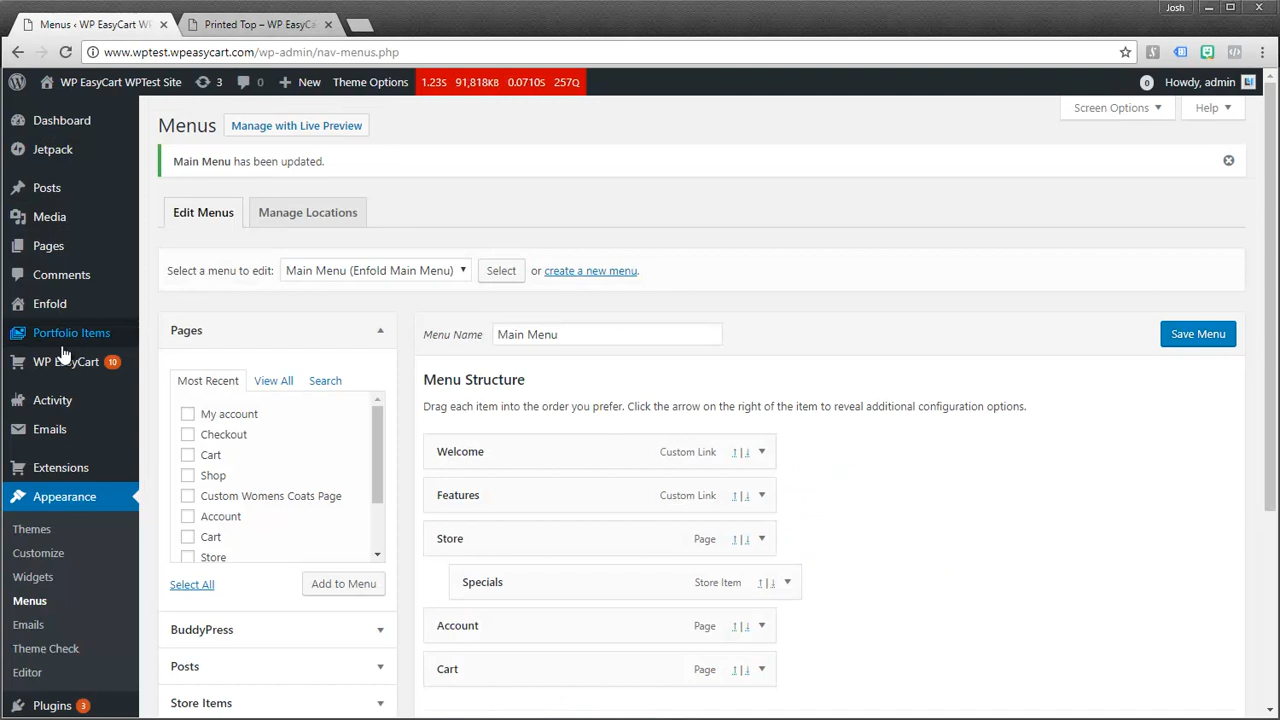 Josh
Menus ‹ WP EasyCart W
Printed Top – WP EasyCa
www.wptest.wpeasycart.com/wp-admin/nav-menus.php
WP EasyCart WPTest Site 3 0 New Theme Options 1.23S 91,818KB 0.0710S 257Q 0 Howdy, admin
Screen Options Help
Dashboard
Jetpack
Posts
Media
Pages
Comments
Enfold
Portfolio Items
WP EasyCart 10
Activity
Emails
Extensions
Appearance
Themes
Customize
Widgets
Menus
Emails
Theme Check
Editor
Plugins 3
Menus Manage with Live Preview
Main Menu has been updated.
Edit Menus Manage Locations
Select a menu to edit: Main Menu (Enfold Main Menu) Select or create a new menu.
Pages
Most Recent View All Search
My account
Checkout
Cart
Shop
Custom Womens Coats Page
Account
Cart
Store
Select All Add to Menu
BuddyPress
Posts
Store Items
Menu Name Main Menu Save Menu
Menu Structure
Drag each item into the order you prefer. Click the arrow on the right of the item to reveal additional configuration options.
Welcome Custom Link ↑|↓
Features Custom Link ↑|↓
Store Page ↑|↓
Specials Store Item ↑|↓
Account Page ↑|↓
Cart Page ↑|↓